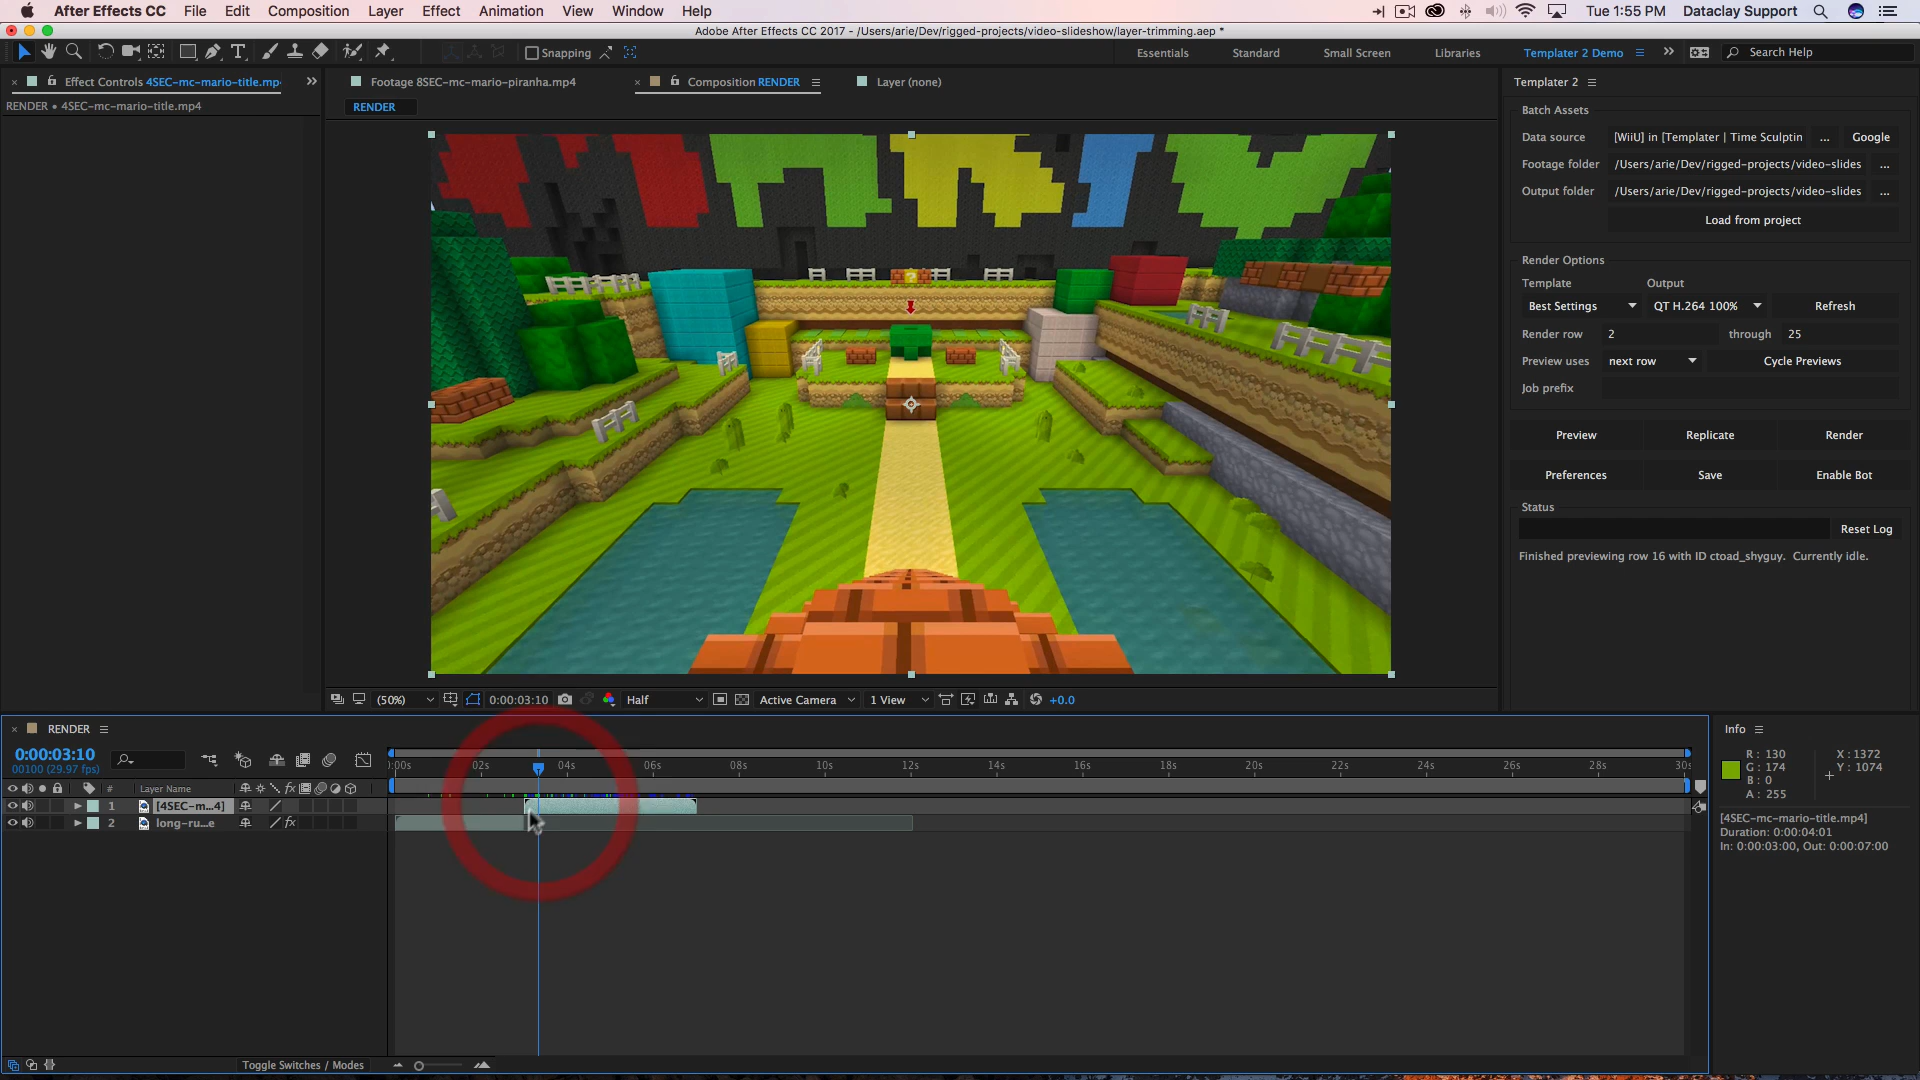 After Effects CC File Edit Composition Layer Effect Animation View Window Help Tue 1:55 PM Dataclay Support
Adobe After Effects CC 2017 - /Users/arie/Dev/rigged-projects/video-slideshow/layer-trimming.aep *
Snapping Essentials Standard Small Screen Libraries Templater 2 Demo Search Help
Effect Controls 4SEC-mc-mario-title.mp Footage 8SEC-mc-mario-piranha.mp4 Composition RENDER Layer (none) Templater 2
RENDER • 4SEC-mc-mario-title.mp4 RENDER
Batch Assets
Data source [WiiU] in [Templater | Time Sculptin ... Google
Footage folder /Users/arie/Dev/rigged-projects/video-slides ...
Output folder /Users/arie/Dev/rigged-projects/video-slides ...
Load from project
Render Options
Template Output
Best Settings QT H.264 100% Refresh
Render row 2 through 25
Preview uses next row Cycle Previews
Job prefix
Preview Replicate Render
Preferences Save Enable Bot
Status
Reset Log
Finished previewing row 16 with ID ctoad_shyguy. Currently idle.
(50%) 0:00:03:10 Half Active Camera 1 View +0.0
RENDER
0:00:03:10
00100 (29.97 fps)
:00s 02s 04s 06s 08s 10s 12s 14s 16s 18s 20s 22s 24s 26s 28s 30s
# Layer Name fx
1 [4SEC-m...4]
2 long-ru...e fx
Toggle Switches / Modes
Info
R: 130 X: 1372
G: 174 Y: 1074
B: 0
A: 255
[4SEC-mc-mario-title.mp4]
Duration: 0:00:04:01
In: 0:00:03:00, Out: 0:00:07:00